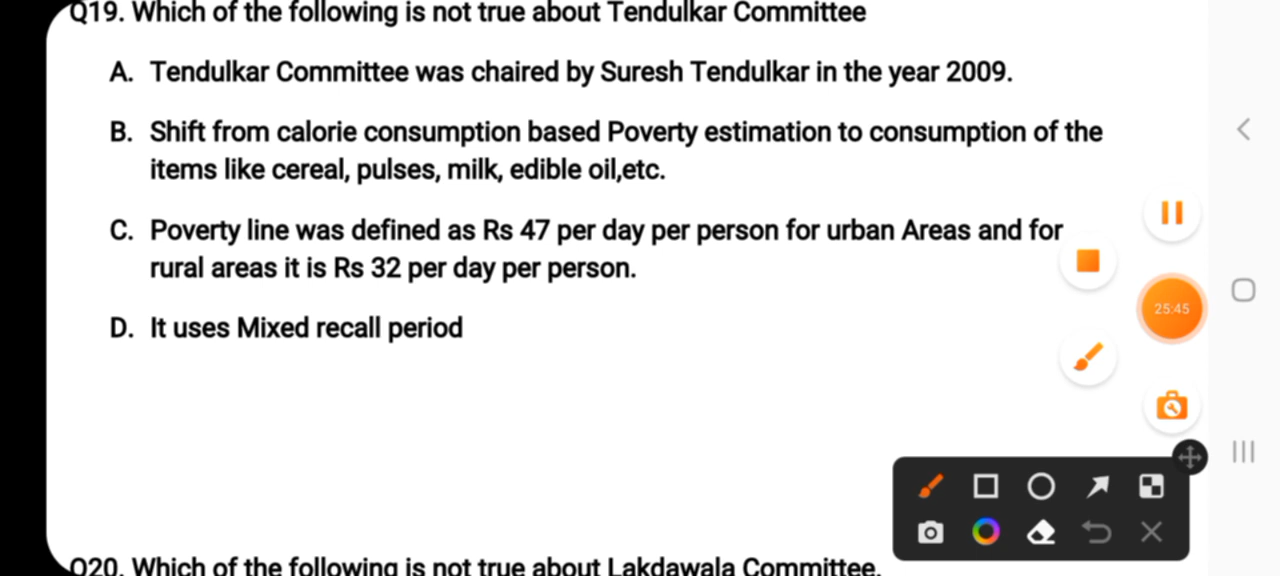 Q19. Which of the following is not true about Tendulkar Committee
A. Tendulkar Committee was chaired by Suresh Tendulkar in the year 2009.
B. Shift from calorie consumption based Poverty estimation to consumption of the
items like cereal, pulses, milk, edible oil,etc.
C. Poverty line was defined as Rs 47 per day per person for urban Areas and for
rural areas it is Rs 32 per day per person.
25:45
D. It uses Mixed recall period
Q20. Which of the following is not true about Lakdawala Committee.